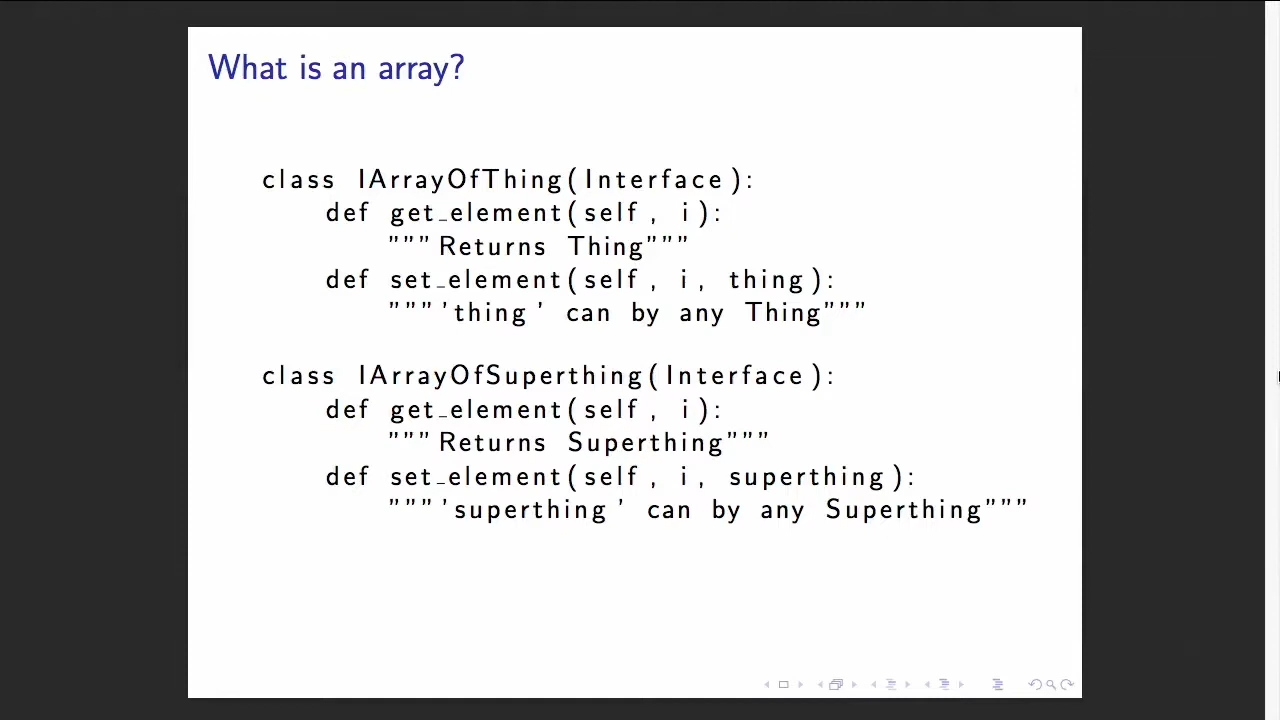 What is an array?
class IArrayOfThing(Interface):
def get_element(self, i):
"""Returns Thing"""
def set_element(self, i, thing):
"""'thing' can by any Thing"""
class IArrayOfSuperthing(Interface):
def get_element(self, i):
"""Returns Superthing"""
def set_element(self, i, superthing):
"""'superthing' can by any Superthing"""